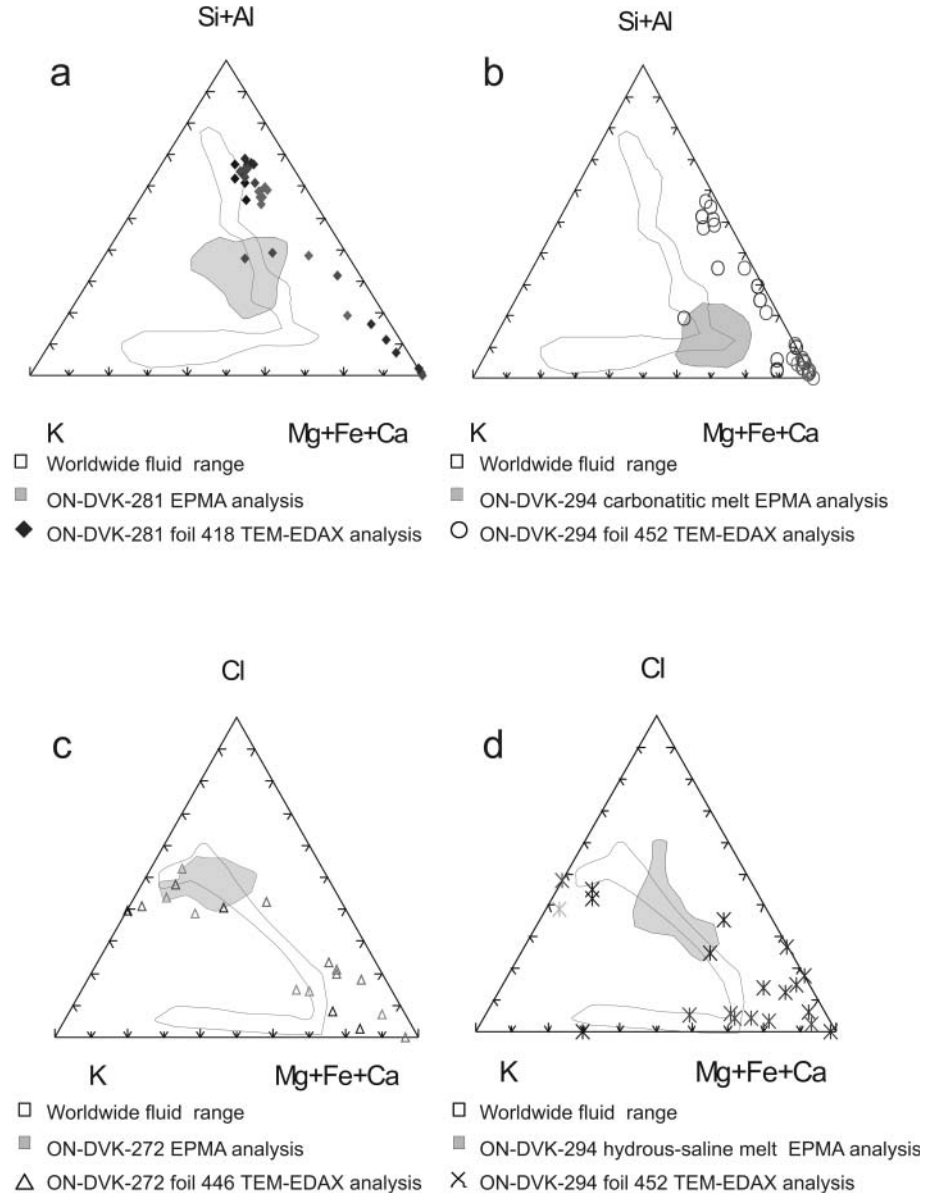 Si+Al
Si+Al
a
b
K
Mg+Fe+Ca
K
Mg+Fe+Ca
Worldwide fluid range
ON-DVK-281 EPMA analysis
ON-DVK-281 foil 418 TEM-EDAX analysis
Worldwide fluid range
ON-DVK-294 carbonatitic melt EPMA analysis
ON-DVK-294 foil 452 TEM-EDAX analysis
Cl
Cl
c
d
K
Mg+Fe+Ca
K
Mg+Fe+Ca
Worldwide fluid range
ON-DVK-272 EPMA analysis
ON-DVK-272 foil 446 TEM-EDAX analysis
Worldwide fluid range
ON-DVK-294 hydrous-saline melt EPMA analysis
ON-DVK-294 foil 452 TEM-EDAX analysis